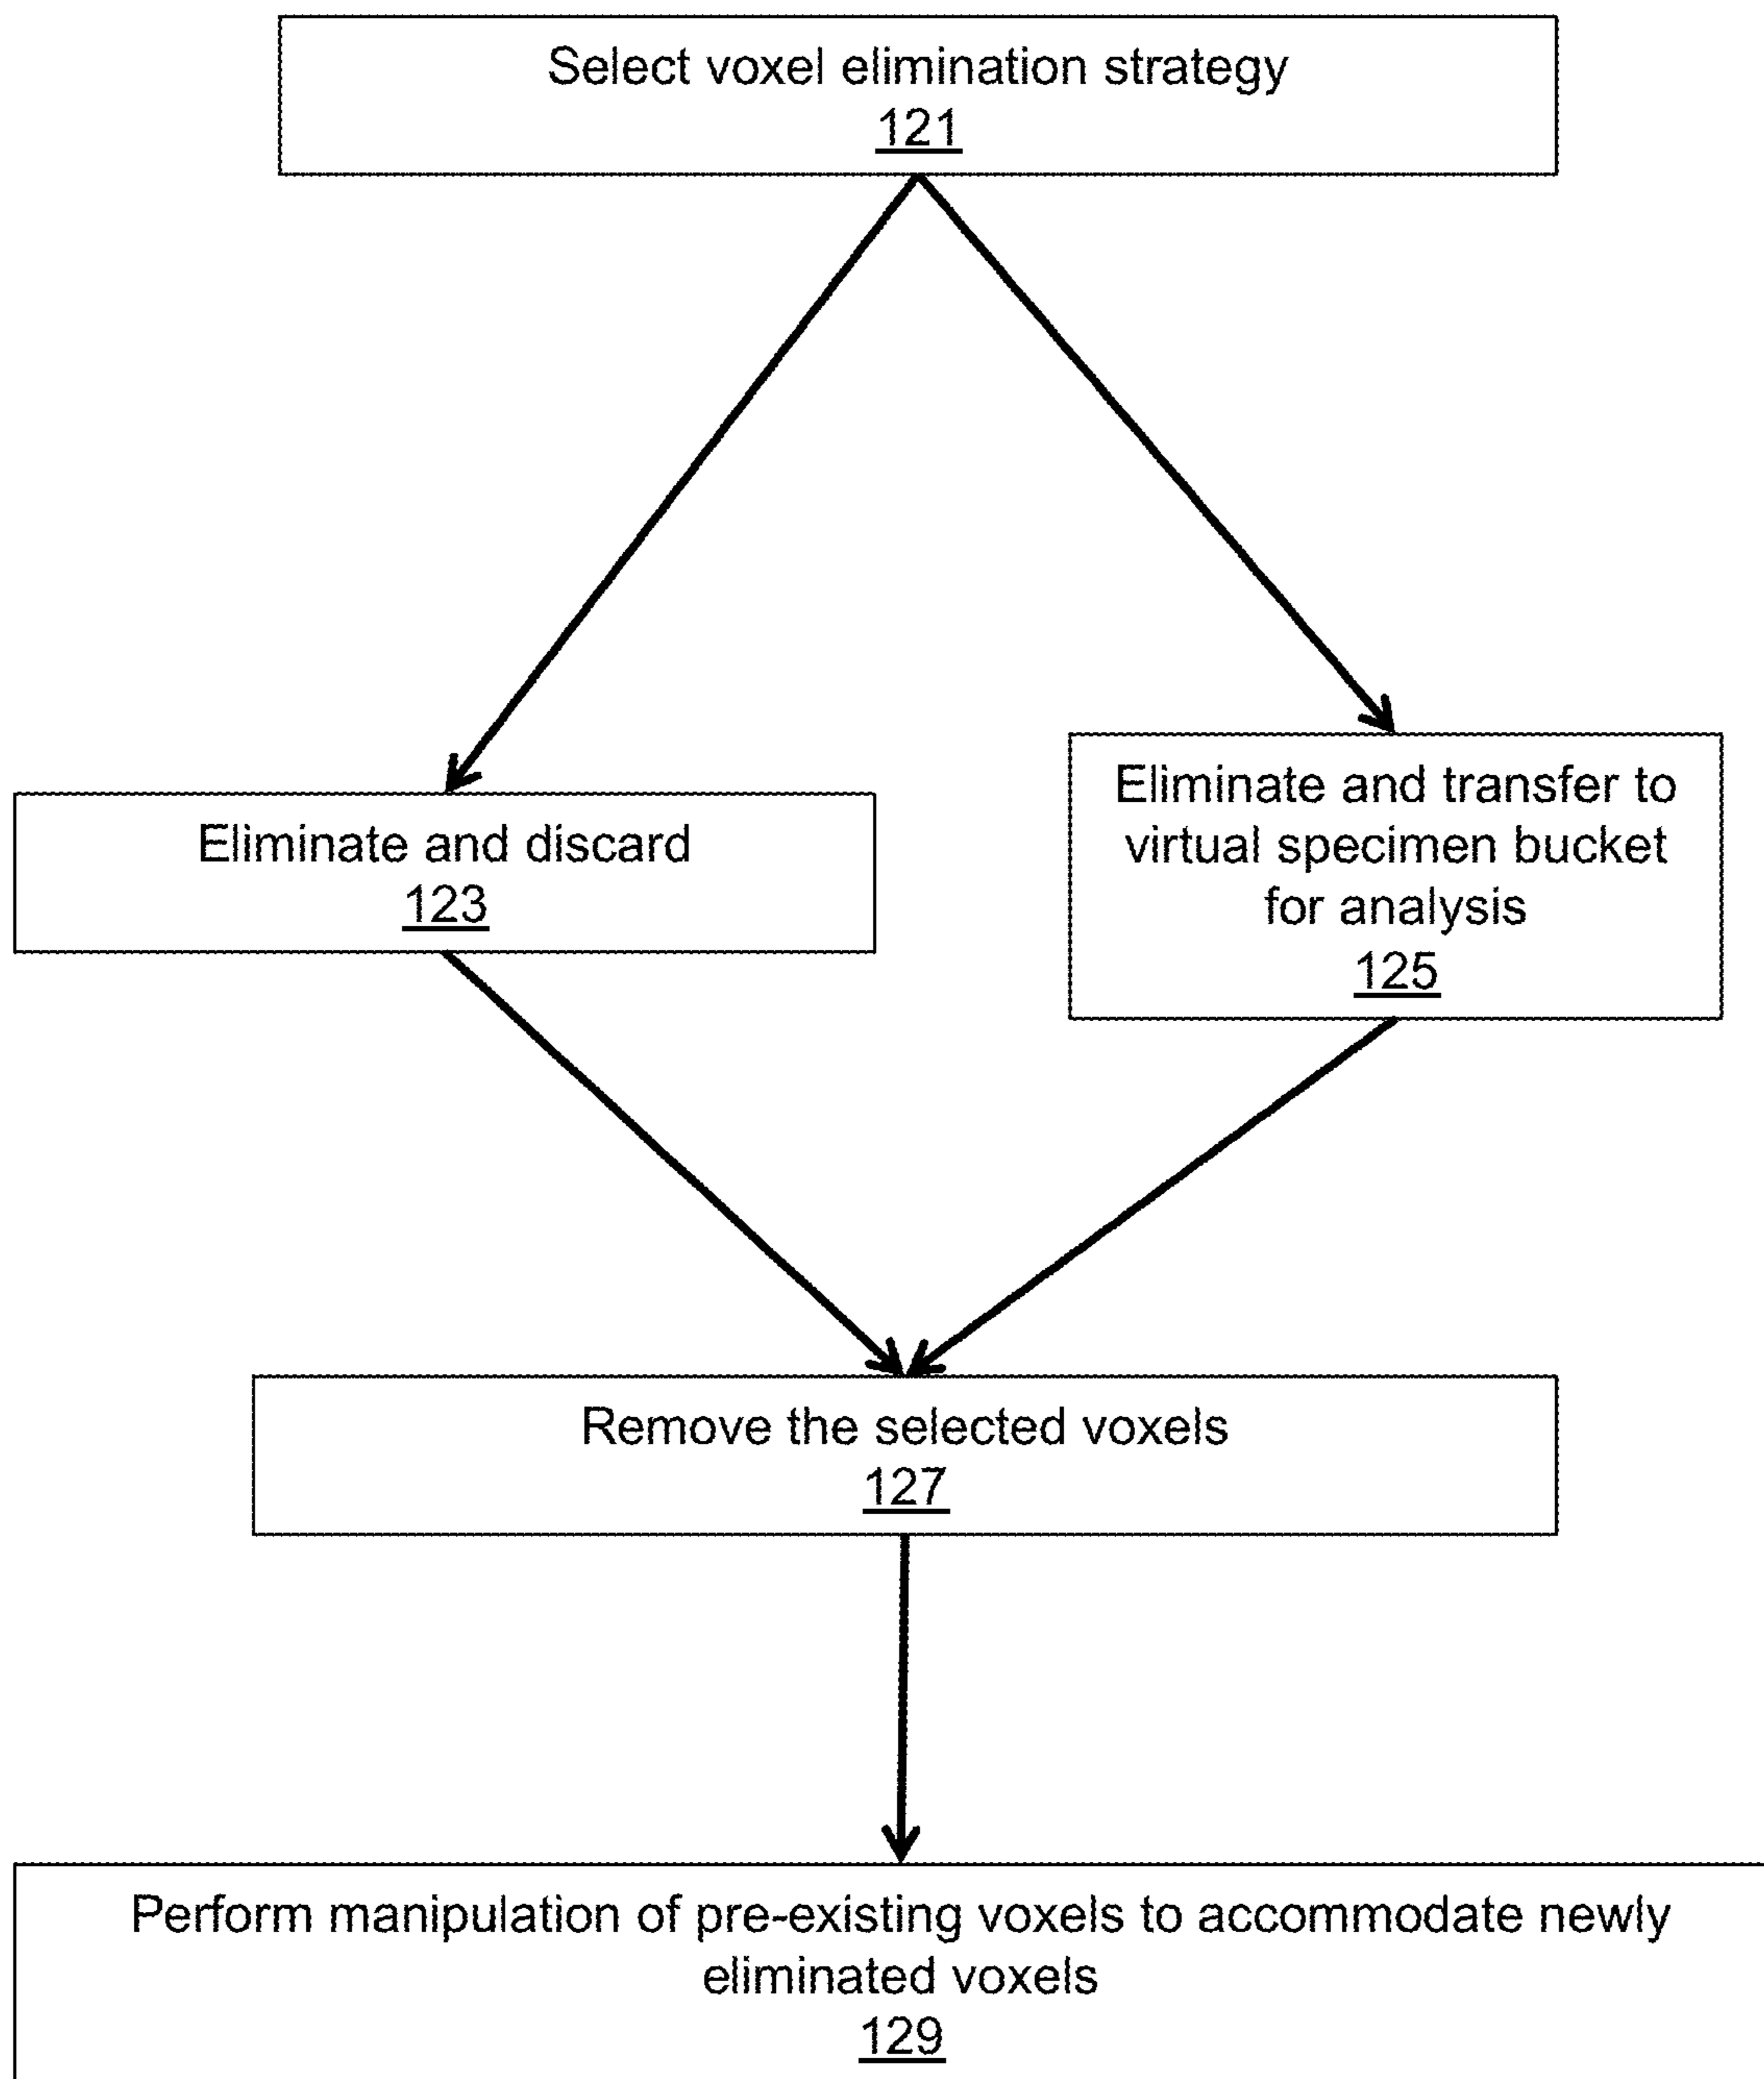 Select voxel elimination strategy
121
Eliminate and discard
123
Eliminate and transfer to
virtual specimen bucket
for analysis
125
Remove the selected voxels
127
Perform manipulation of pre-existing voxels to accommodate newly
eliminated voxels
129